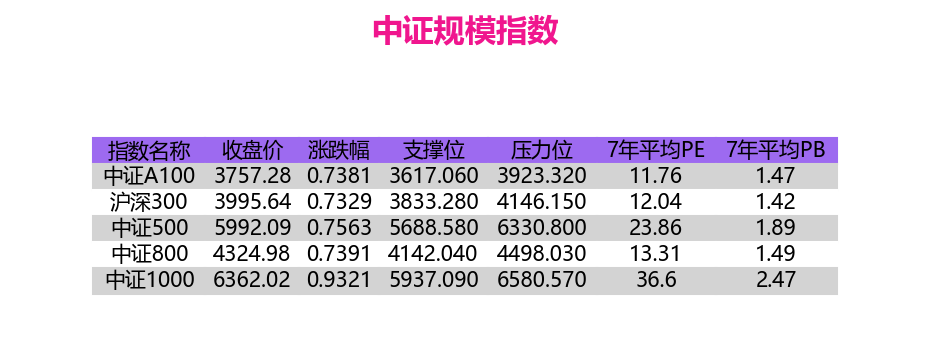 中证规模指数
指数名称 收盘价 涨跌幅 支撑位 压力位 7年平均PE 7年平均PB
中证A100 3757.28 0.7381 3617.060 3923.320 11.76 1.47
沪深300 3995.64 0.7329 3833.280 4146.150 12.04 1.42
中证500 5992.09 0.7563 5688.580 6330.800 23.86 1.89
中证800 4324.98 0.7391 4142.040 4498.030 13.31 1.49
中证1000 6362.02 0.9321 5937.090 6580.570 36.6 2.47